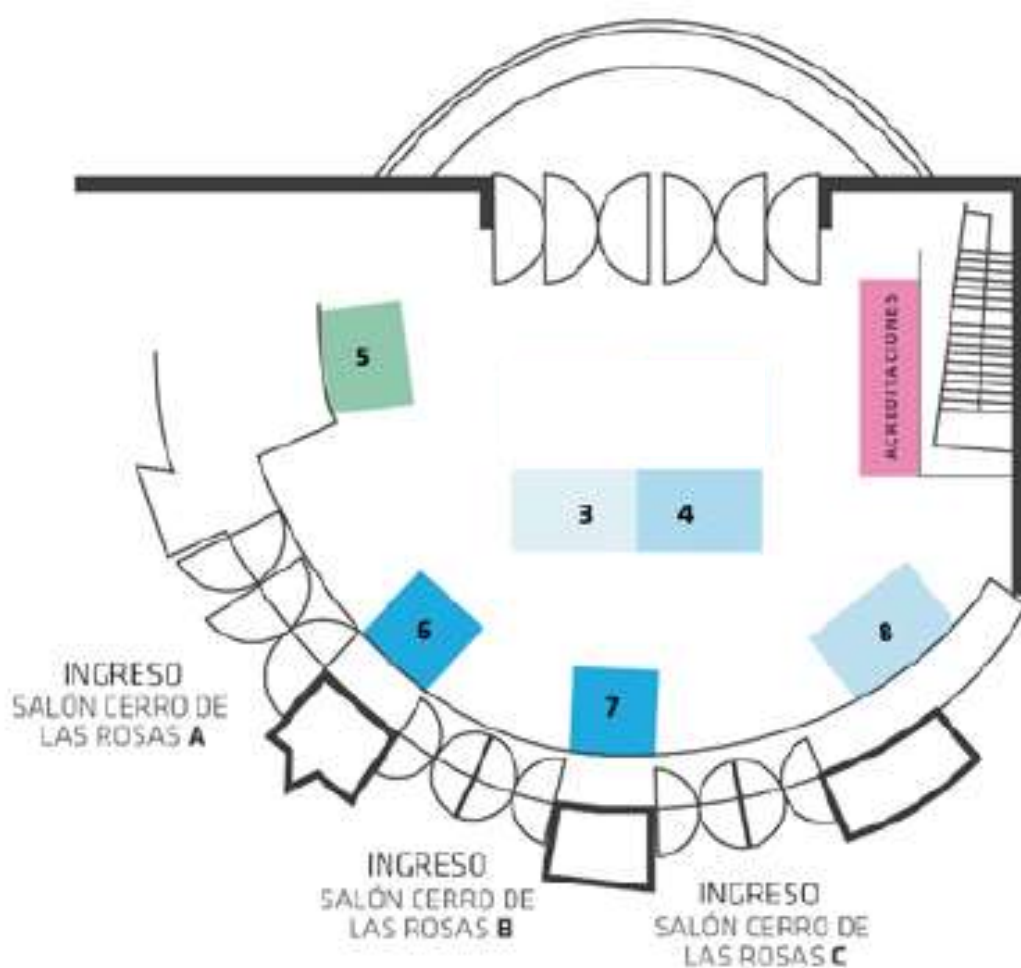 5
ACREDITACIONES
3
4
6
8
7
INGRESO
SALÓN CERRO DE
LAS ROSAS A
INGRESO
SALÓN CERRO DE
LAS ROSAS B
INGRESO
SALÓN CERRO DE
LAS ROSAS C